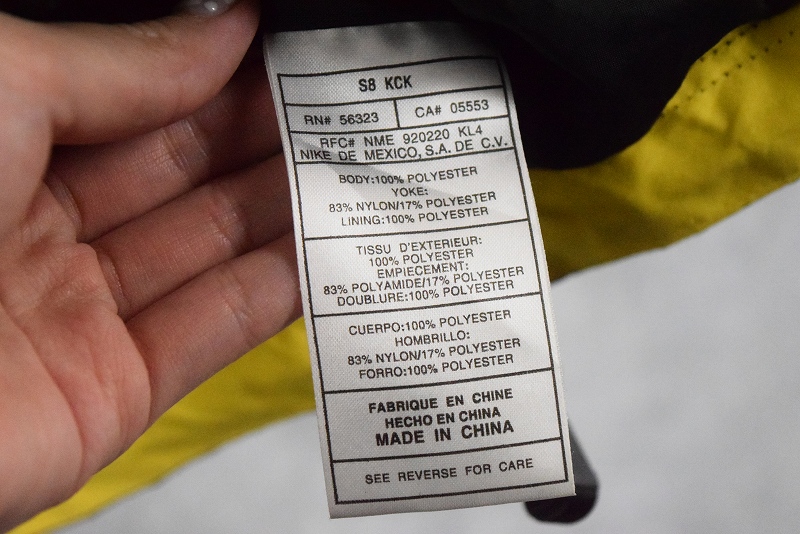 S8 KCK
RN# 56323 CA# 05553
RFC# NME 920220 KL4
NIKE DE MEXICO, S.A. DE C.V.
BODY:100% POLYESTER
YOKE:
83% NYLON/17% POLYESTER
LINING:100% POLYESTER
TISSU D'EXTERIEUR:
100% POLYESTER
EMPIECEMENT:
83% POLYAMIDE/17% POLYESTER
DOUBLURE:100% POLYESTER
CUERPO:100% POLYESTER
HOMBRILLO:
83% NYLON/17% POLYESTER
FORRO:100% POLYESTER
FABRIQUE EN CHINE
HECHO EN CHINA
MADE IN CHINA
SEE REVERSE FOR CARE